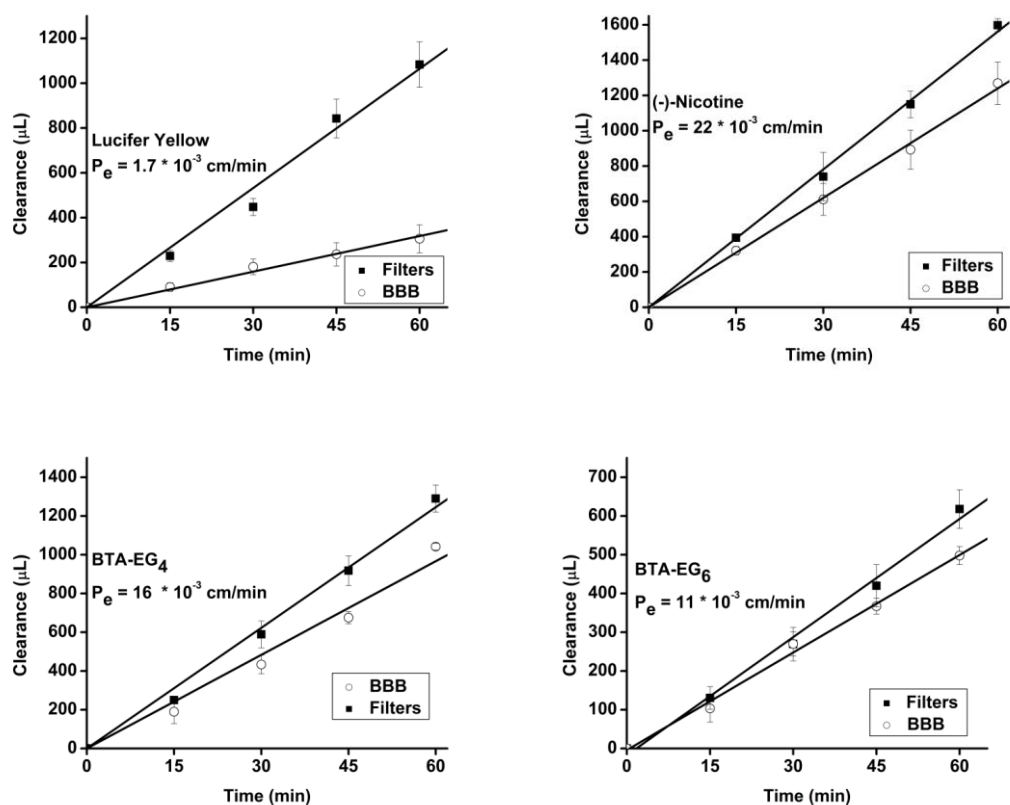 1200
1000
800
600
400
200
0
Clearance (µL)
Lucifer Yellow
Pe = 1.7 * 10-3 cm/min
Filters
BBB
0 15 30 45 60
Time (min)
1600
1400
1200
1000
800
600
400
200
0
Clearance (µL)
(-)-Nicotine
Pe = 22 * 10-3 cm/min
Filters
BBB
0 15 30 45 60
Time (min)
1400
1200
1000
800
600
400
200
0
Clearance (µL)
BTA-EG4
Pe = 16 * 10-3 cm/min
BBB
Filters
0 15 30 45 60
Time (min)
700
600
500
400
300
200
100
0
Clearance (µL)
BTA-EG6
Pe = 11 * 10-3 cm/min
Filters
BBB
0 15 30 45 60
Time (min)